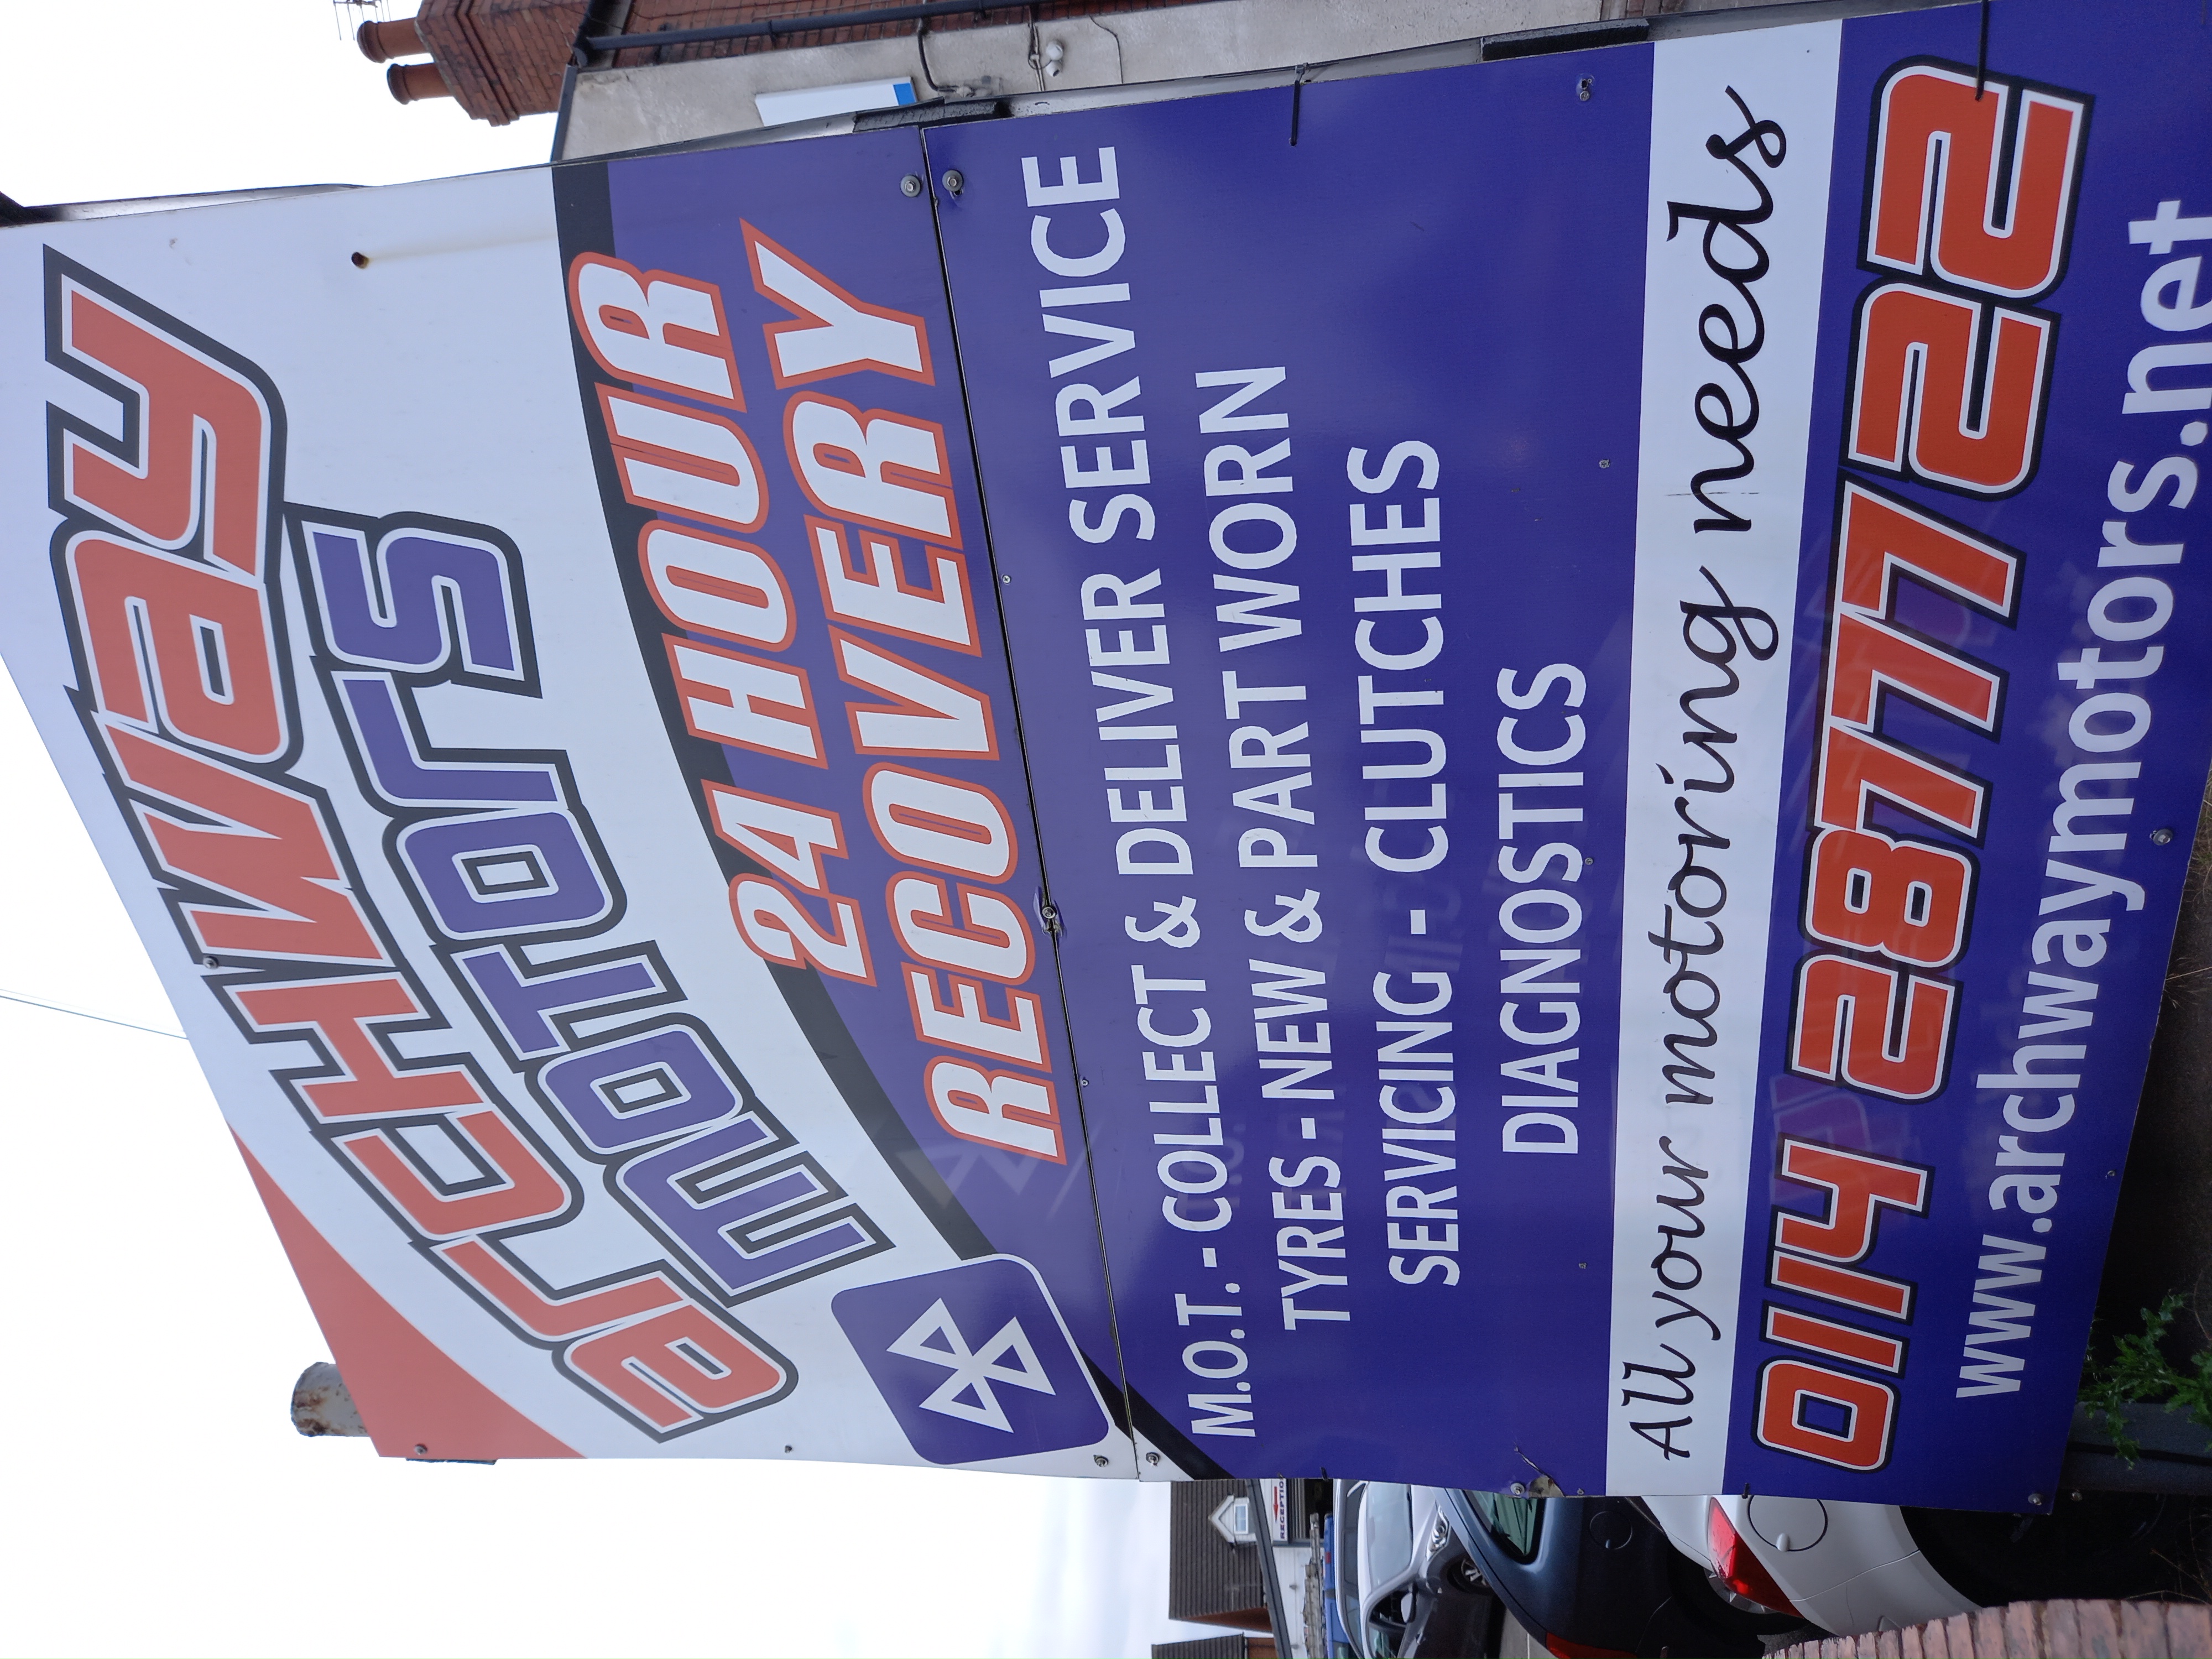 archway
motors
24 HOUR
RECOVERY
M.O.T. - COLLECT & DELIVER SERVICE
TYRES - NEW & PART WORN
SERVICING - CLUTCHES
DIAGNOSTICS
All your motoring needs
0114 2877722
www.archwaymotors.net
RECEPTION